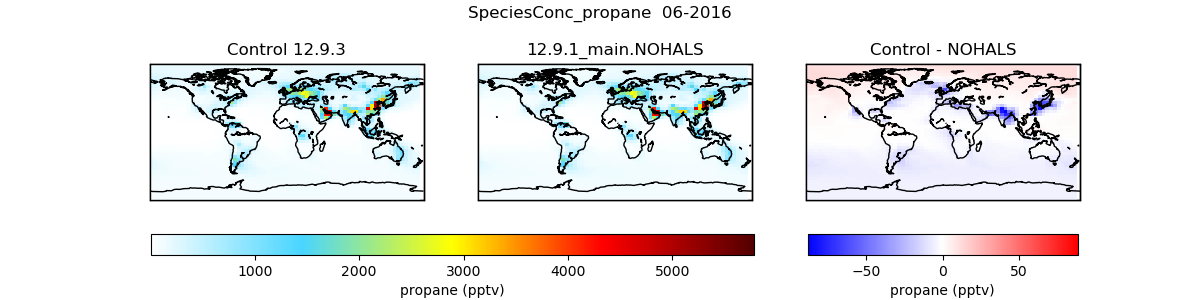 SpeciesConc_propane 06-2016
Control 12.9.3
12.9.1_main.NOHALS
Control - NOHALS
1000 2000 3000 4000 5000
propane (pptv)
−50 0 50
propane (pptv)